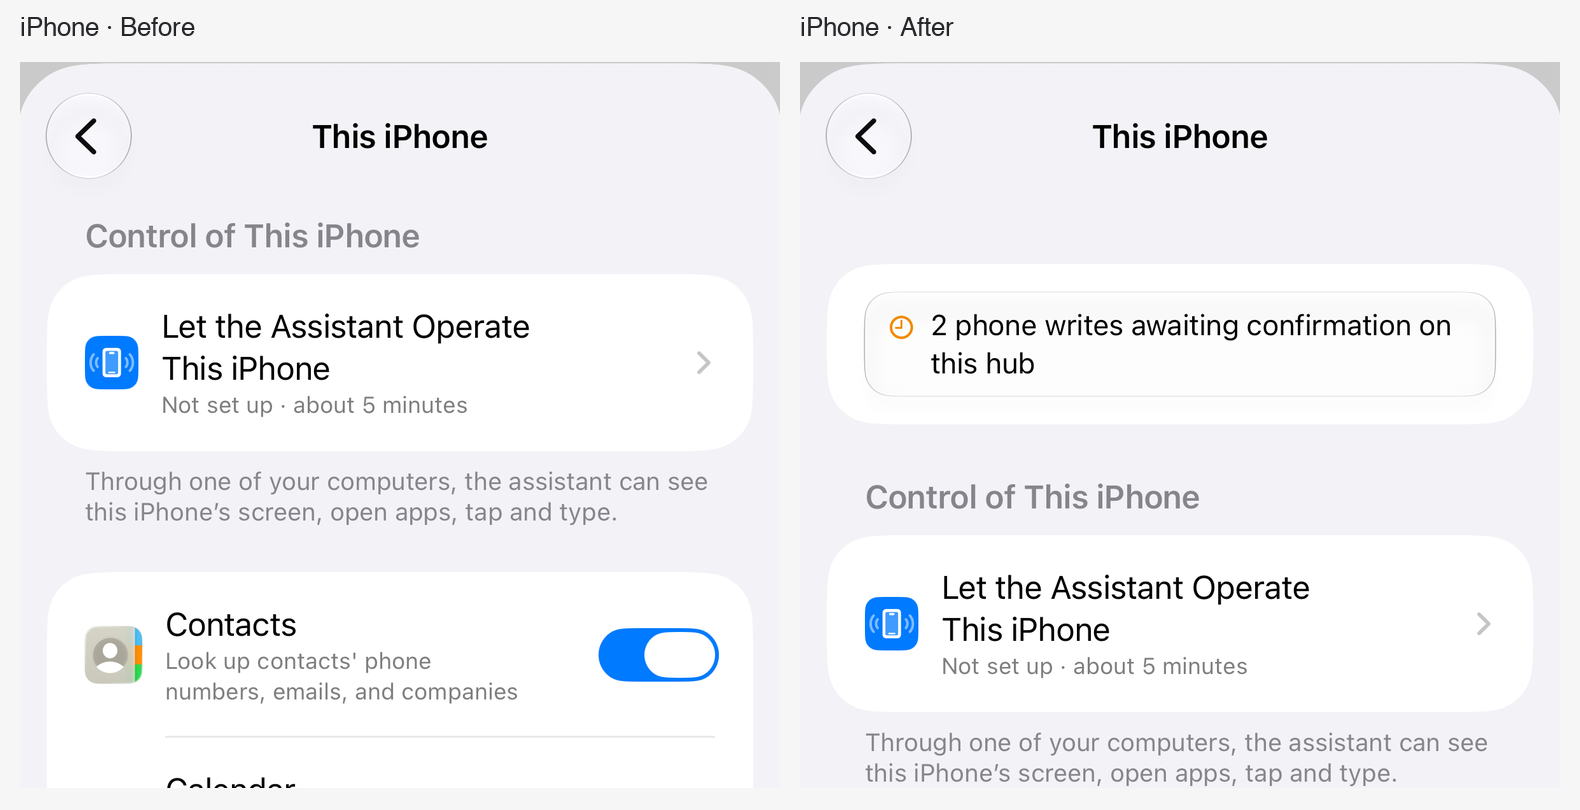 iPhone · Before
This iPhone
Control of This iPhone
Let the Assistant Operate
This iPhone
Not set up · about 5 minutes
Through one of your computers, the assistant can see
this iPhone’s screen, open apps, tap and type.
Contacts
Look up contacts' phone
numbers, emails, and companies
Calendar
iPhone · After
This iPhone
2 phone writes awaiting confirmation on
this hub
Control of This iPhone
Let the Assistant Operate
This iPhone
Not set up · about 5 minutes
Through one of your computers, the assistant can see
this iPhone’s screen, open apps, tap and type.